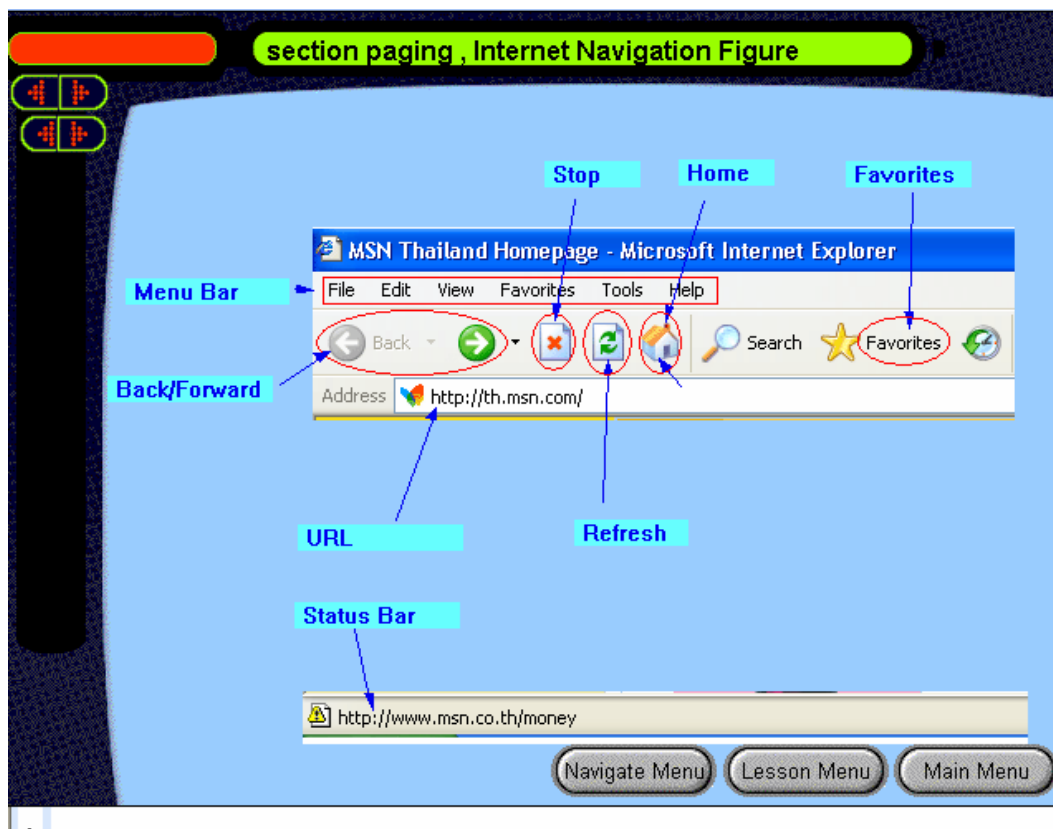 section paging , Internet Navigation Figure
Stop Home Favorites
MSN Thailand Homepage - Microsoft Internet Explorer
Menu Bar
File Edit View Favorites Tools Help
Back Search Favorites
Back/Forward
Address http://th.msn.com/
URL
Refresh
Status Bar
http://www.msn.co.th/money
Navigate Menu Lesson Menu Main Menu